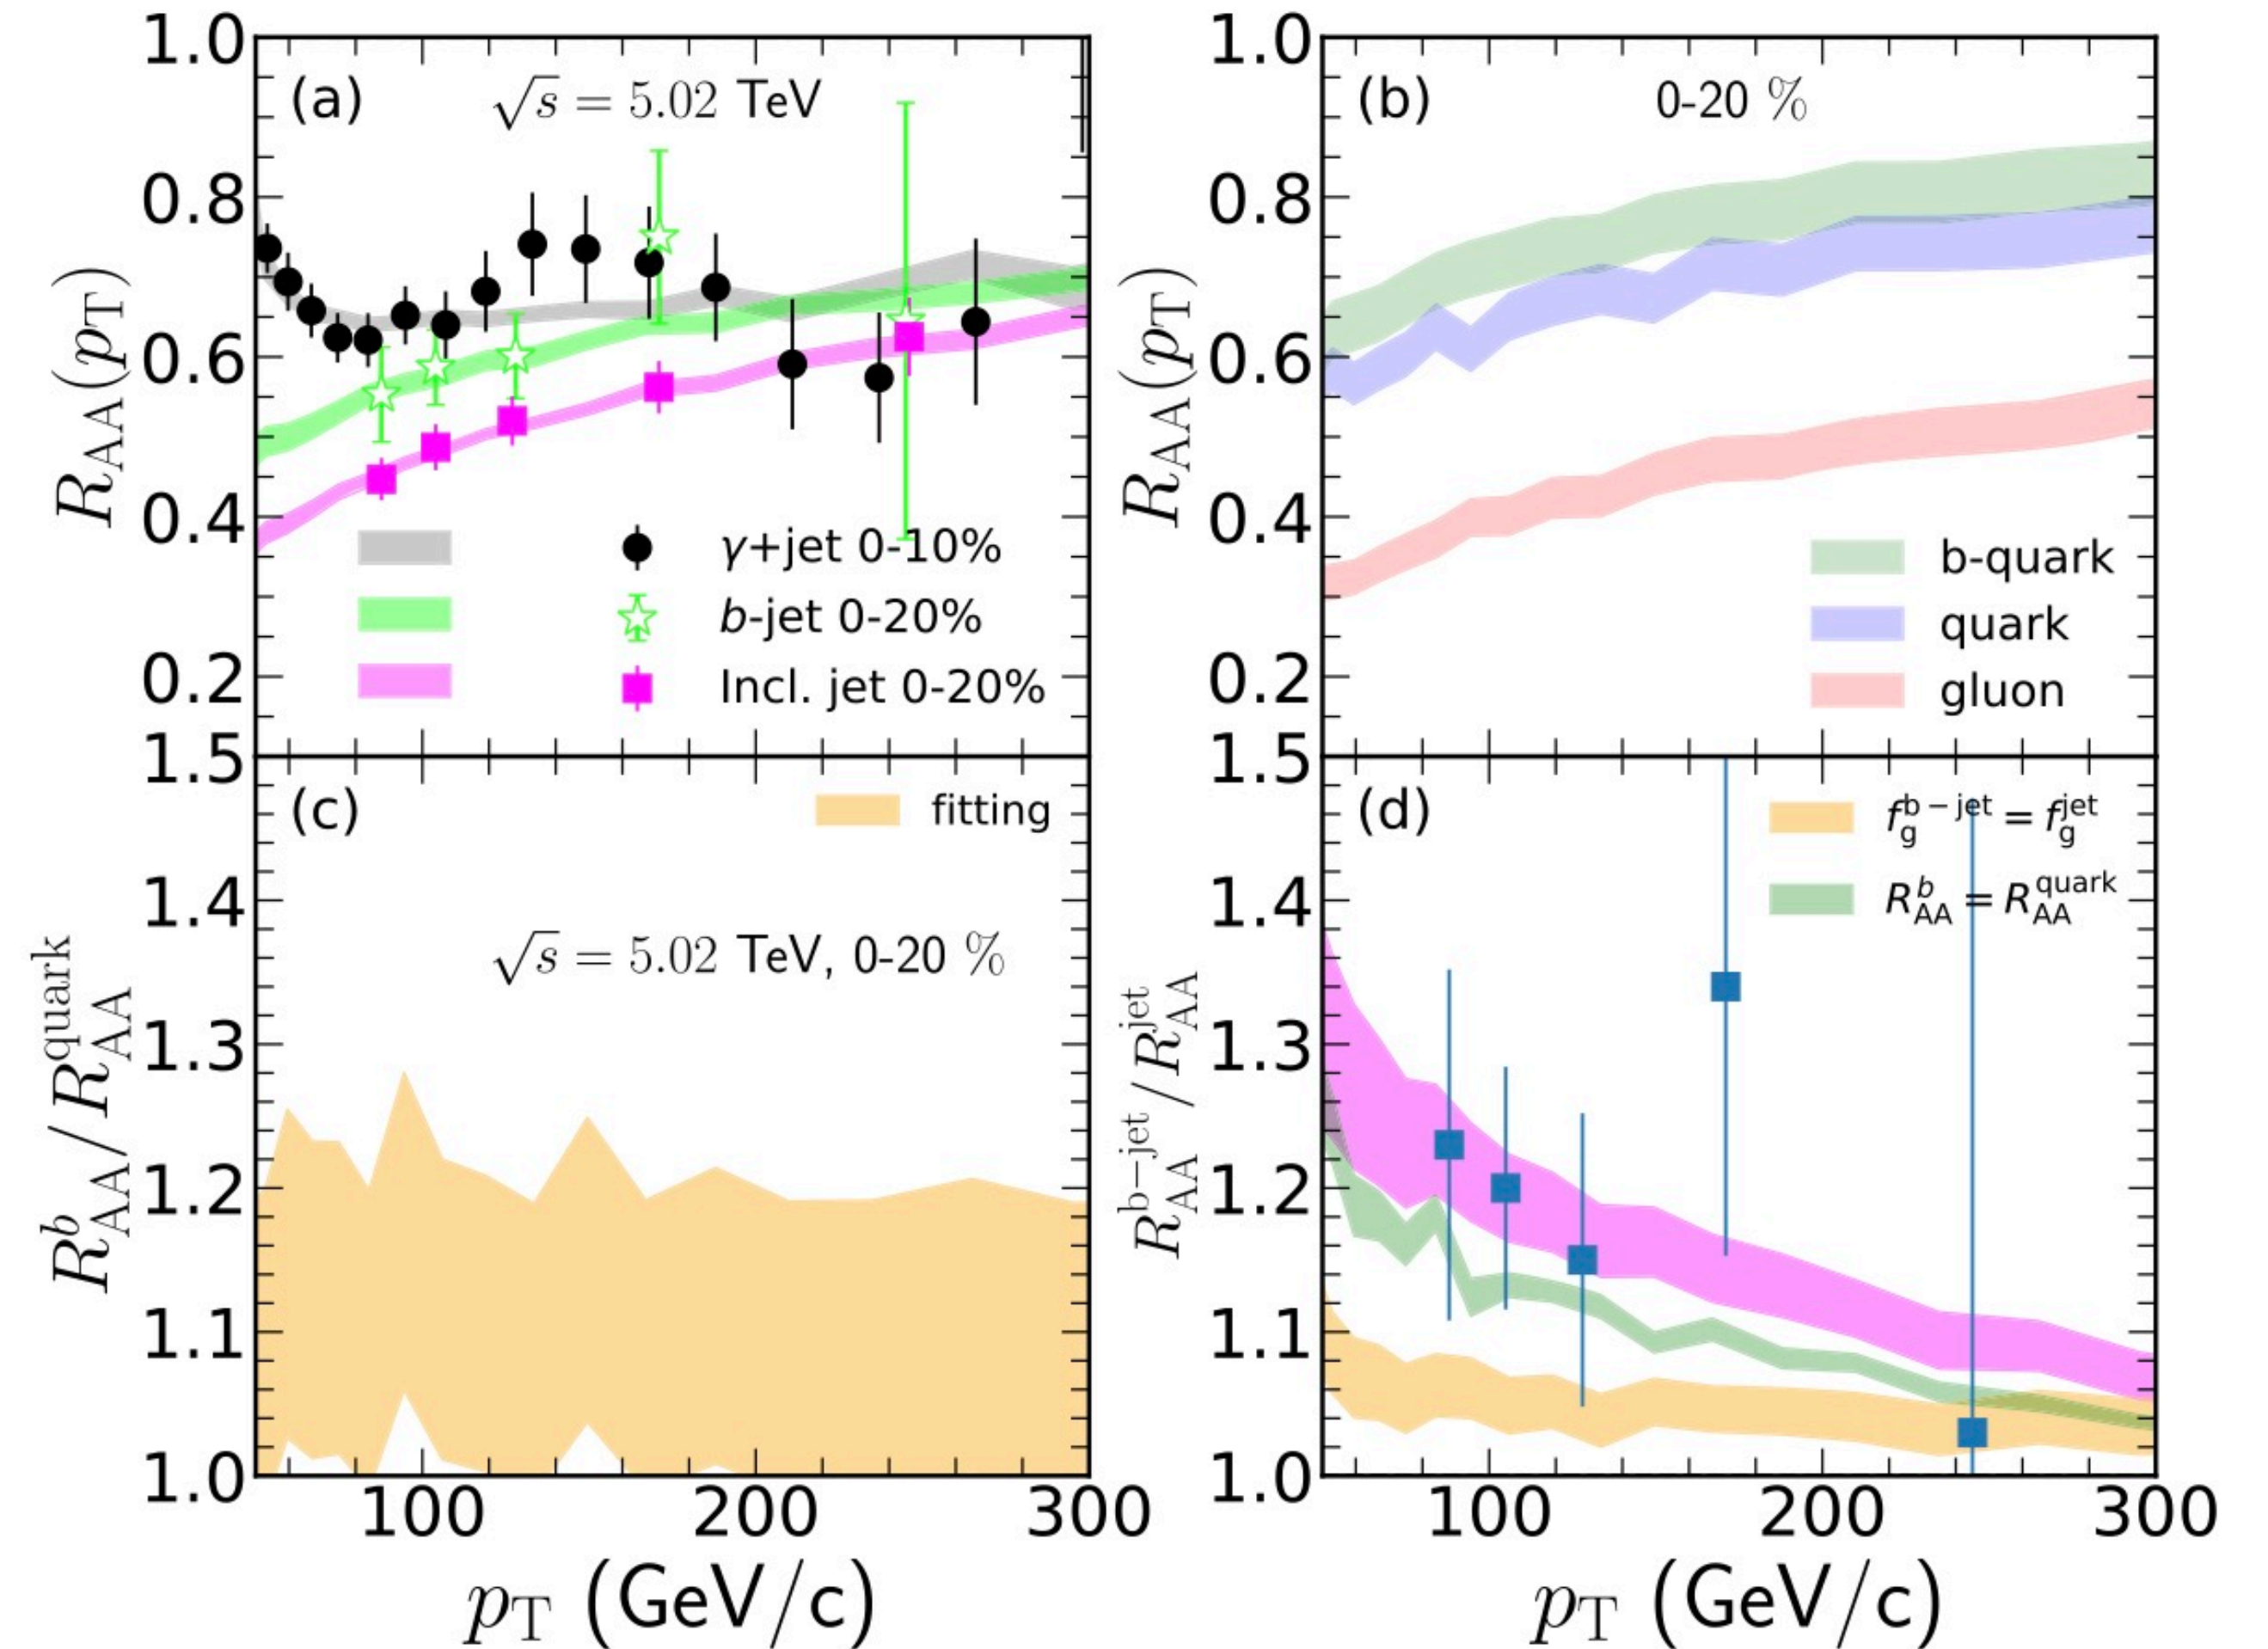 1.0
0.8
0.6
0.4
0.2
R_AA(p_T)
(a)
√s = 5.02 TeV
γ+jet 0-10%
b-jet 0-20%
Incl. jet 0-20%
1.0
0.8
0.6
0.4
0.2
R_AA(p_T)
(b)
0-20 %
b-quark
quark
gluon
1.5
1.4
1.3
1.2
1.1
1.0
R^b_AA/R^quark_AA
(c)
fitting
√s = 5.02 TeV, 0-20 %
100
200
300
p_T (GeV/c)
1.5
1.4
1.3
1.2
1.1
1.0
R^b−jet_AA/R^jet_AA
(d)
f^b−jet_g = f^jet_g
R^b_AA = R^quark_AA
100
200
300
p_T (GeV/c)